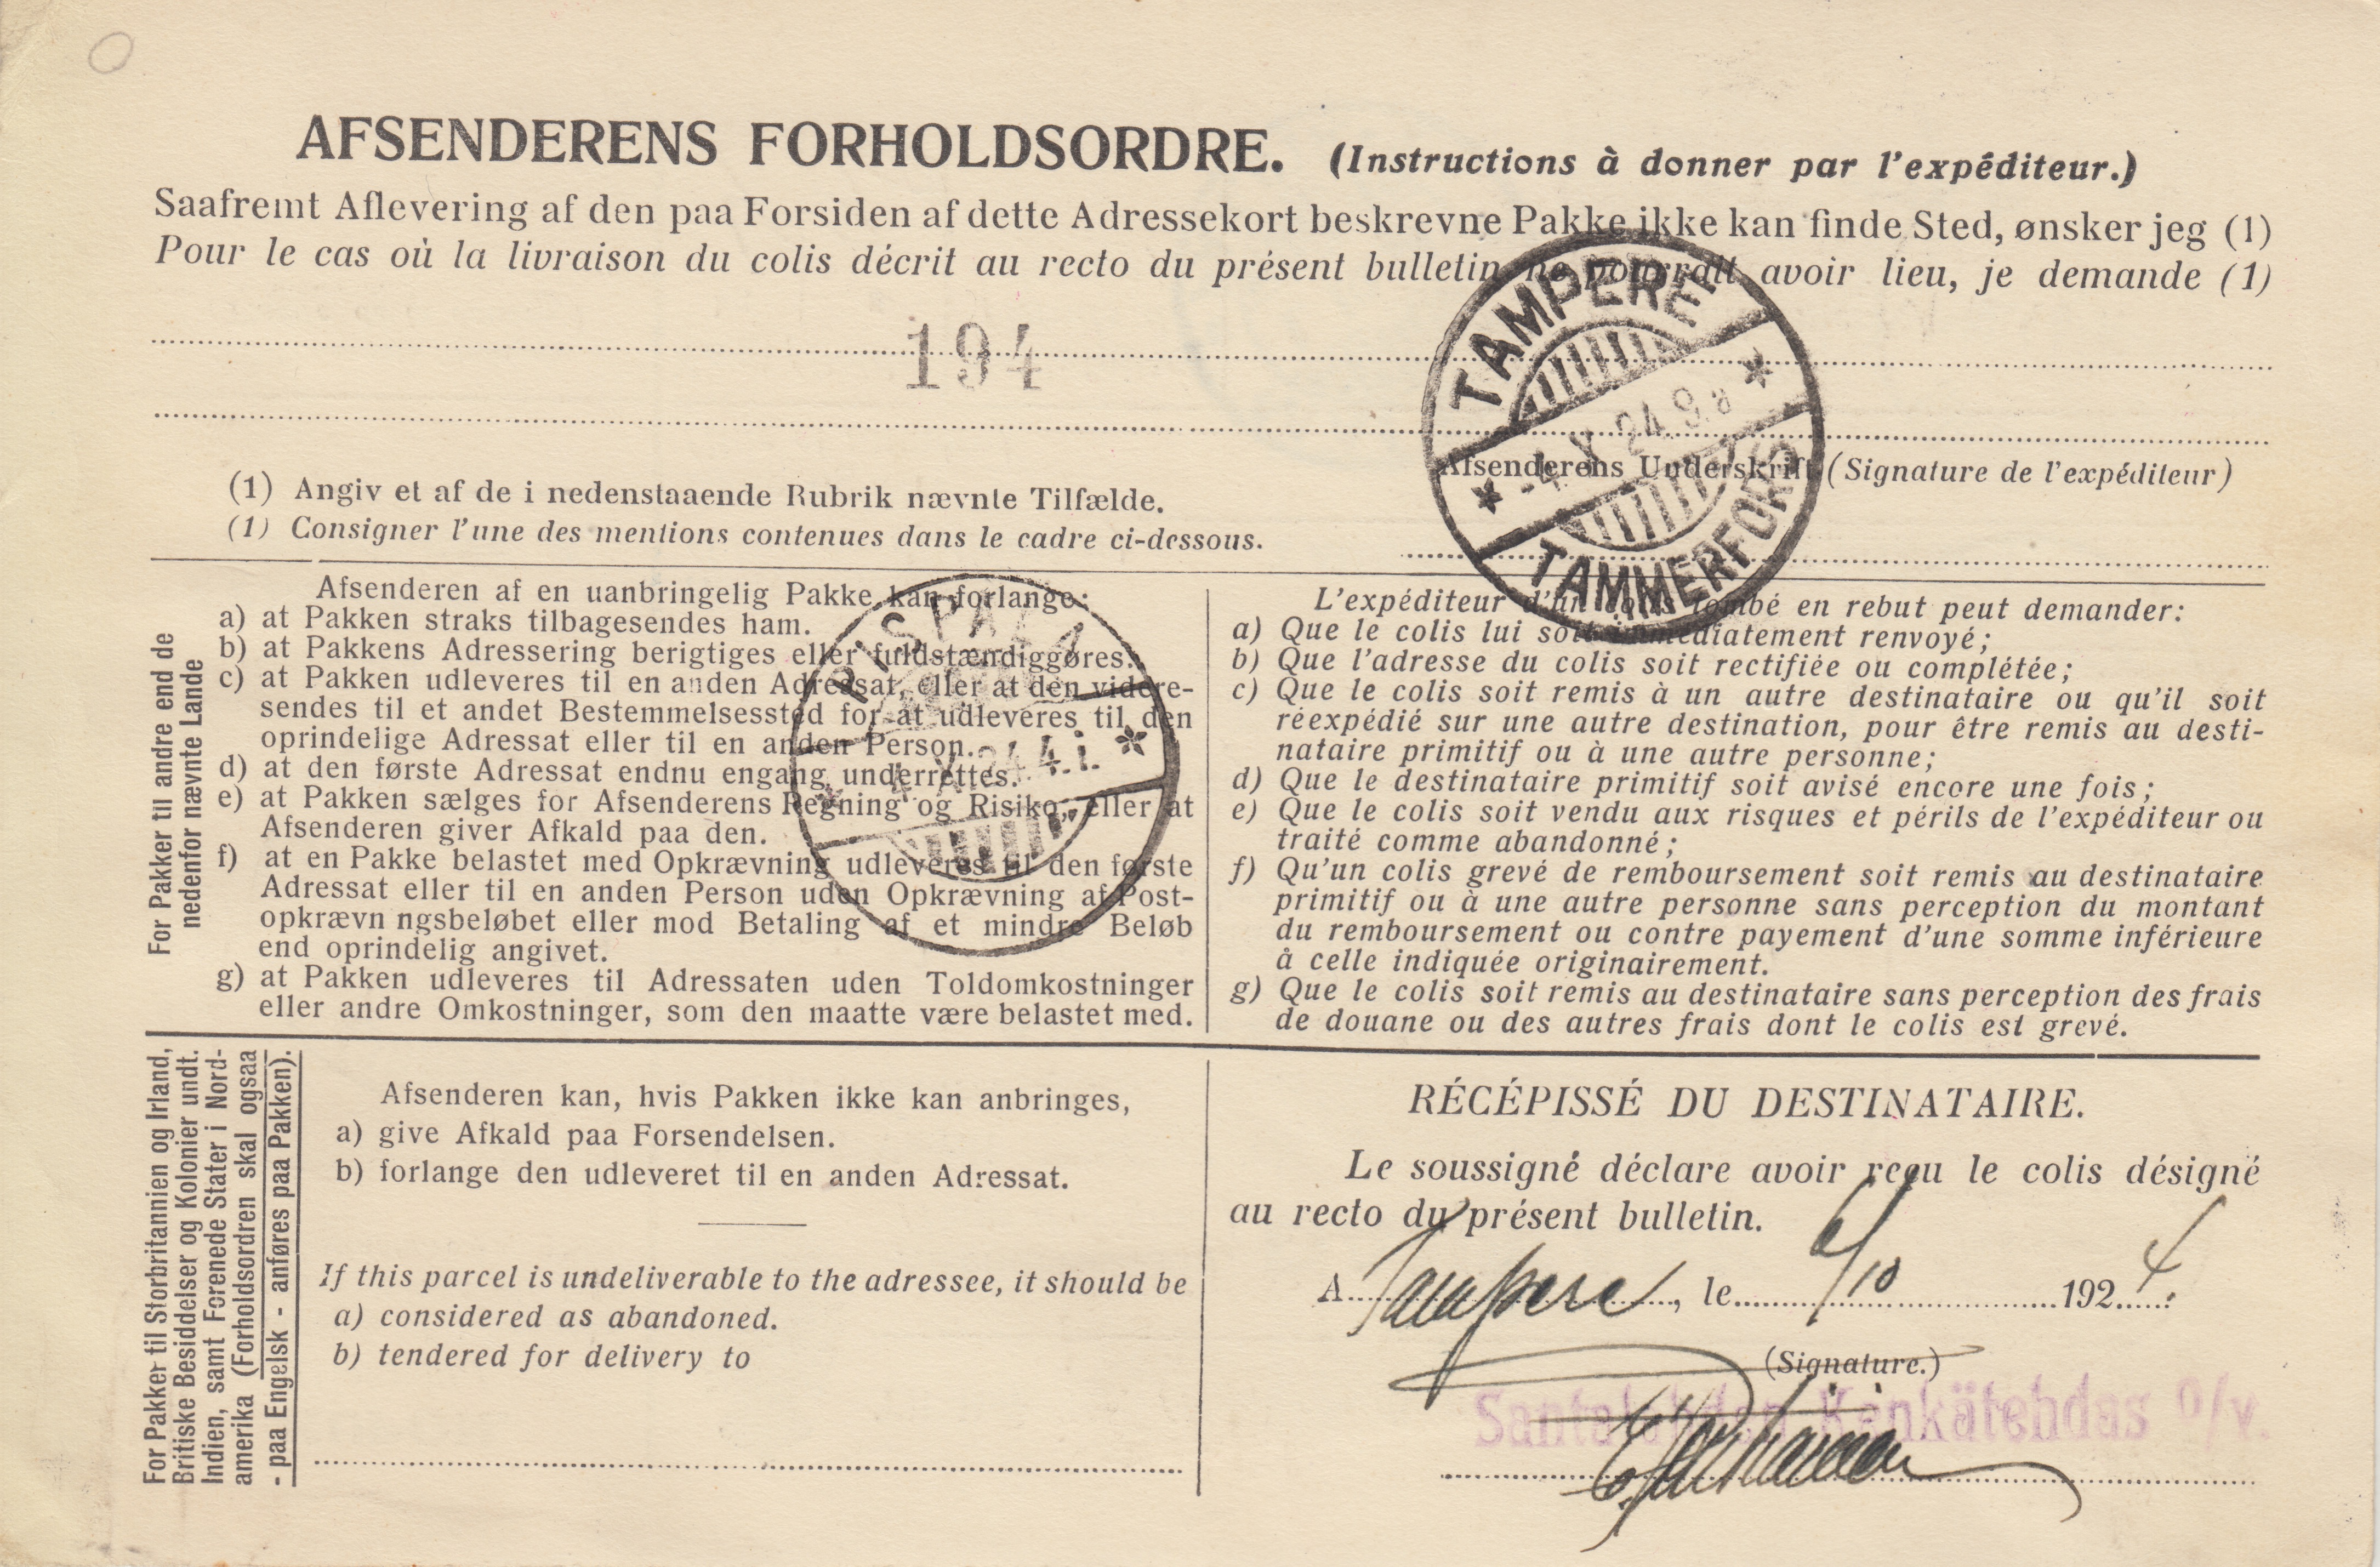 AFSENDERENS FORHOLDSORDRE. (Instructions à donner par l'expéditeur.)
Saafremt Aflevering af den paa Forsiden af dette Adressekort beskrevne Pakke ikke kan finde Sted, ønsker jeg (1)
Pour le cas où la livraison du colis décrit au recto du présent bulletin ne pourrait avoir lieu, je demande (1)
194
TAMPERE
-4.X.24.9
TAMMERFORS
Afsenderens Underskrift (Signature de l'expéditeur)
(1) Angiv et af de i nedenstaaende Rubrik nævnte Tilfælde.
(1) Consigner l'une des mentions contenues dans le cadre ci-dessous.
For Pakker til andre end de
nedenfor nævnte Lande
Afsenderen af en uanbringelig Pakke kan forlange:
a) at Pakken straks tilbagesendes ham.
b) at Pakkens Adressering berigtiges eller fuldstændiggøres.
c) at Pakken udleveres til en anden Adressat, eller at den videre-
sendes til et andet Bestemmelsessted for at udleveres til den
oprindelige Adressat eller til en anden Person.
d) at den første Adressat endnu engang underrettes.
e) at Pakken sælges for Afsenderens Regning og Risiko, eller at
Afsenderen giver Afkald paa den.
f) at en Pakke belastet med Opkrævning udleveres til den første
Adressat eller til en anden Person uden Opkrævning af Post-
opkrævn ngsbeløbet eller mod Betaling af et mindre Beløb
end oprindelig angivet.
g) at Pakken udleveres til Adressaten uden Toldomkostninger
eller andre Omkostninger, som den maatte være belastet med.
PISPALA
4.X.24 4.i.
L'expéditeur d'un colis tombé en rebut peut demander:
a) Que le colis lui soit immédiatement renvoyé;
b) Que l'adresse du colis soit rectifiée ou complétée;
c) Que le colis soit remis à un autre destinataire ou qu'il soit
réexpédié sur une autre destination, pour être remis au desti-
nataire primitif ou à une autre personne;
d) Que le destinataire primitif soit avisé encore une fois;
e) Que le colis soit vendu aux risques et périls de l'expéditeur ou
traité comme abandonné;
f) Qu'un colis grevé de remboursement soit remis au destinataire
primitif ou à une autre personne sans perception du montant
du remboursement ou contre payement d'une somme inférieure
à celle indiquée originairement.
g) Que le colis soit remis au destinataire sans perception des frais
de douane ou des autres frais dont le colis est grevé.
For Pakker til Storbritannien og Irland,
Britiske Besiddelser og Kolonier undt.
Indien, samt Forenede Stater i Nord-
amerika (Forholdsordren skal ogsaa
- paa Engelsk - anføres paa Pakken).
Afsenderen kan, hvis Pakken ikke kan anbringes,
a) give Afkald paa Forsendelsen.
b) forlange den udleveret til en anden Adressat.
If this parcel is undeliverable to the adressee, it should be
a) considered as abandoned.
b) tendered for delivery to
RÉCÉPISSÉ DU DESTINATAIRE.
Le soussigné déclare avoir reçu le colis désigné
au recto du présent bulletin.
A Tampere, le 6/10 1924
(Signature.)
Santalahden Kenkätehdas O/y.